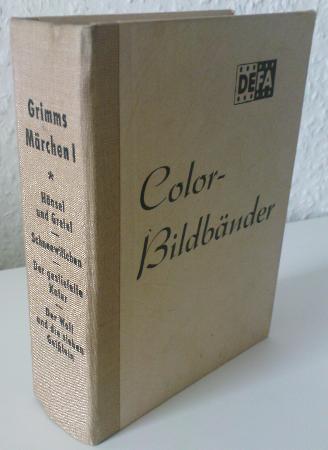 Grimms
Märchen I
*
Hänsel
und Gretel
—
Schneewittchen
—
Der gestiefelte
Kater
—
Der Wolf
und die sieben
Geißlein
DEFA
Color-
Bildbänder